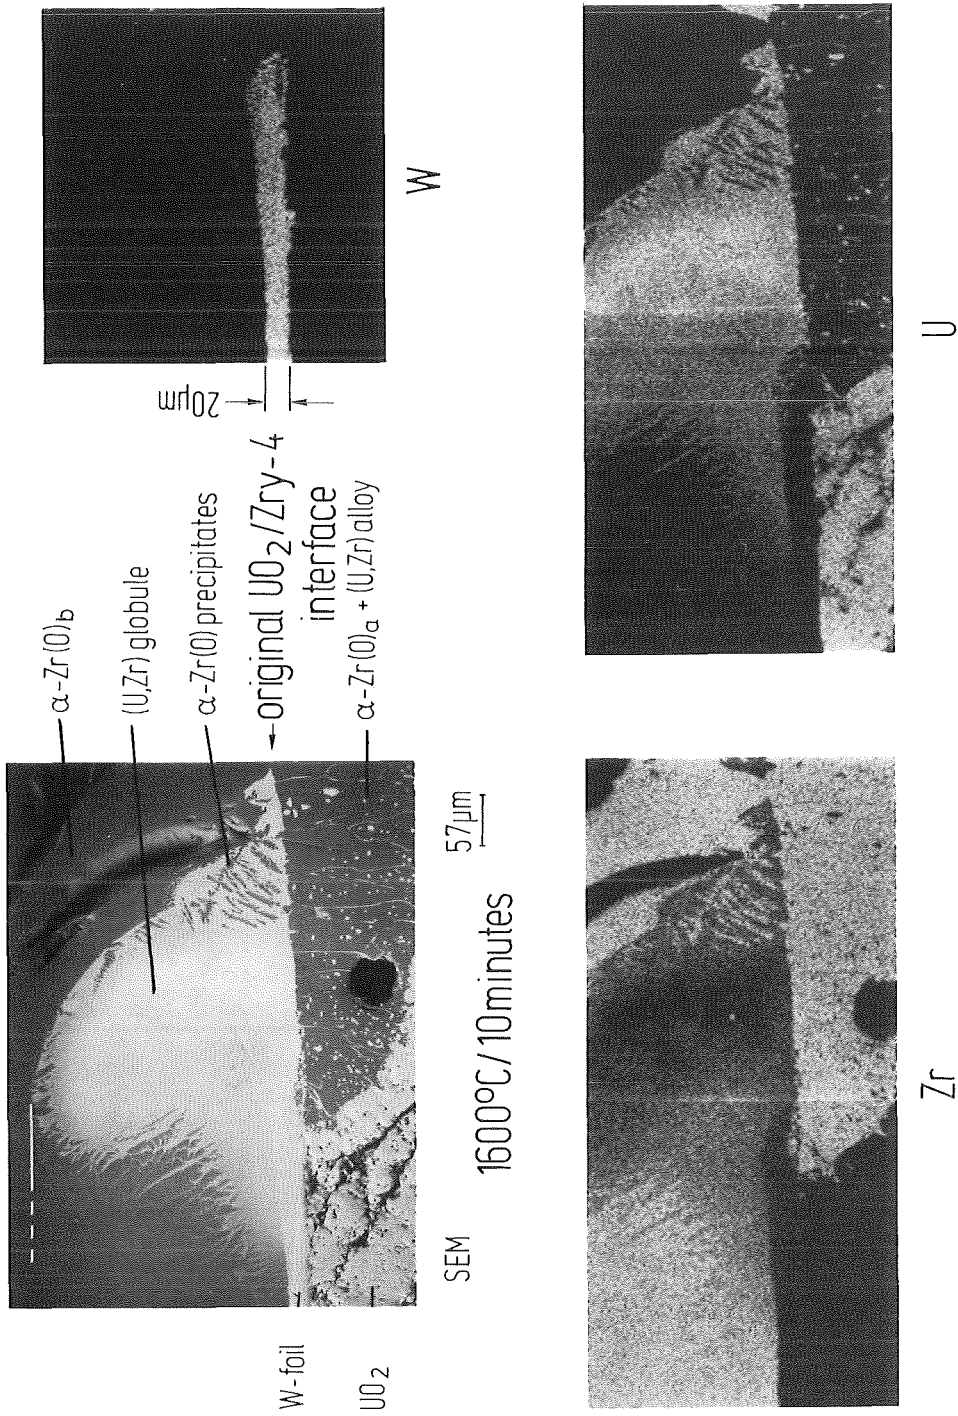 α-Zr(O)b
(U,Zr) globule
α-Zr(O) precipitates
original UO2/Zry-4
interface
α-Zr(O)a + (U,Zr) alloy
20µm
W
W-foil
UO2
SEM
57µm
1600°C/10minutes
Zr
U